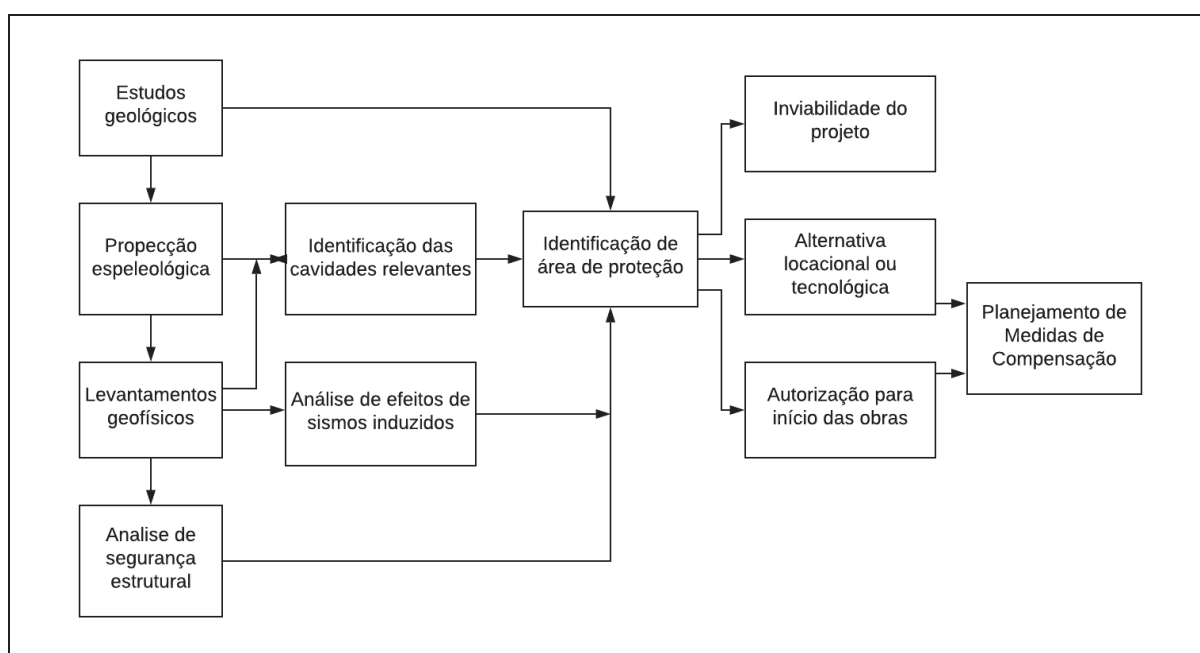 Estudos
geológicos
Propecção
espeleológica
Levantamentos
geofísicos
Analise de
segurança
estrutural
Identificação das
cavidades relevantes
Análise de efeitos de
sismos induzidos
Identificação de
área de proteção
Inviabilidade do
projeto
Alternativa
locacional ou
tecnológica
Autorização para
início das obras
Planejamento de
Medidas de
Compensação